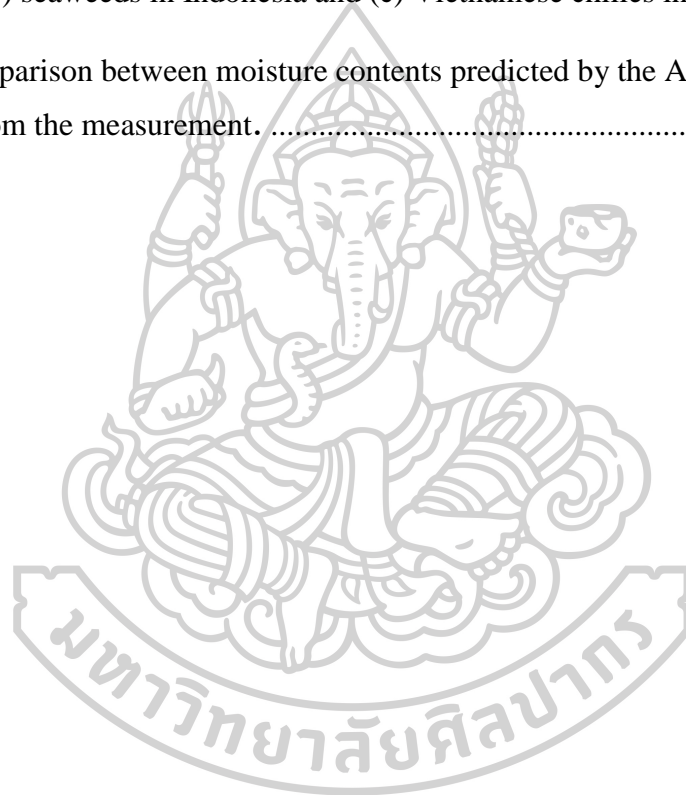 ) seaweeds in Indonesia and (c) Vietnamese chilies in
parison between moisture contents predicted by the A
om the measurement. ....................................................
มหาวิทยาลัยศิลปากร